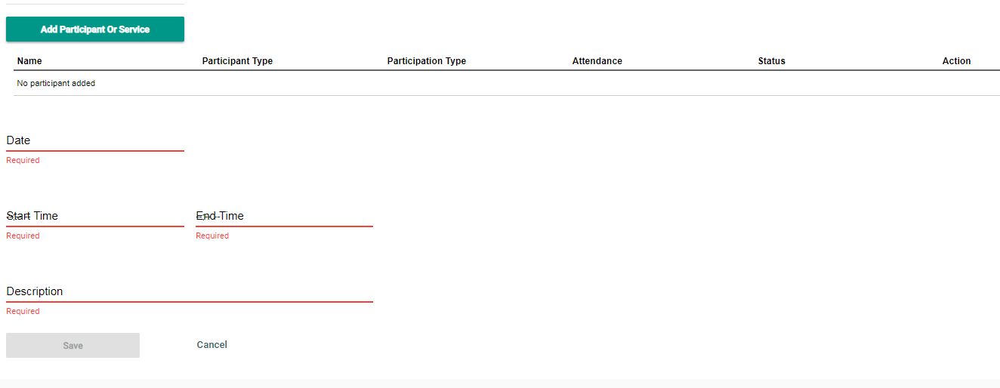 Add Participant Or Service
Name Participant Type Participation Type Attendance Status Action
No participant added
Date
Required
Start Time End Time
Required Required
Description
Required
Save Cancel